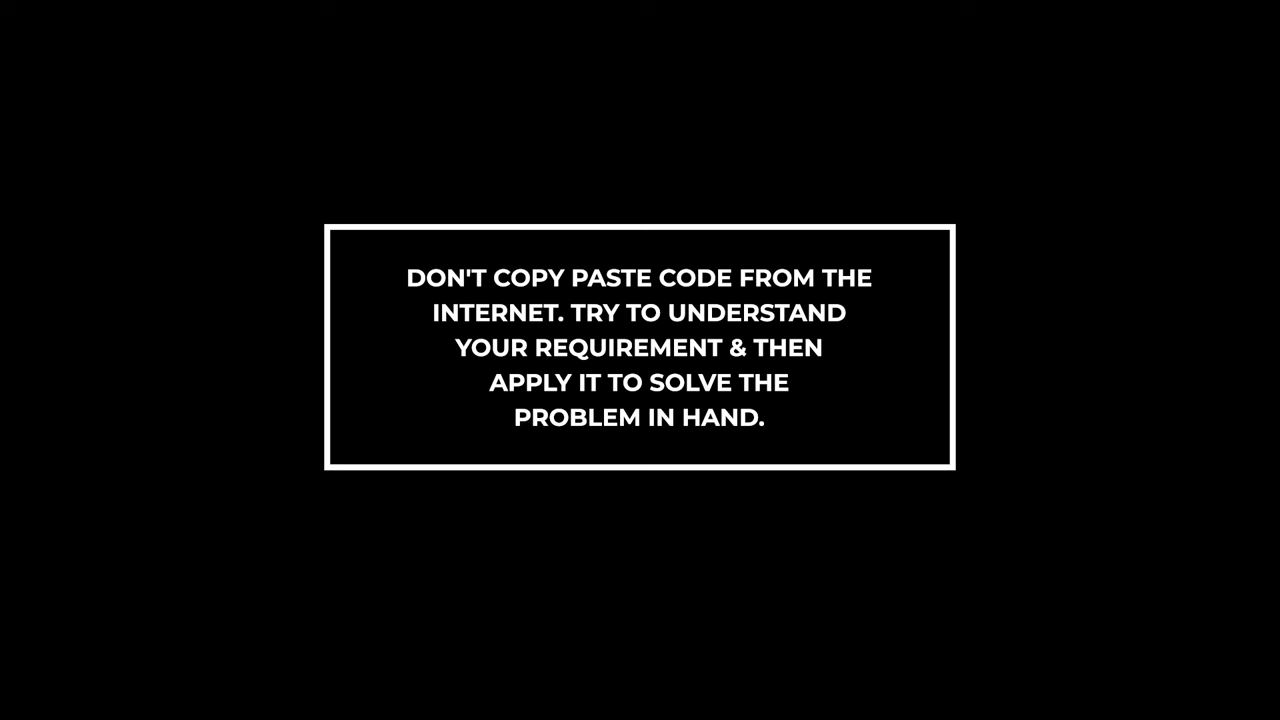 DON'T COPY PASTE CODE FROM THE
INTERNET. TRY TO UNDERSTAND
YOUR REQUIREMENT & THEN
APPLY IT TO SOLVE THE
PROBLEM IN HAND.